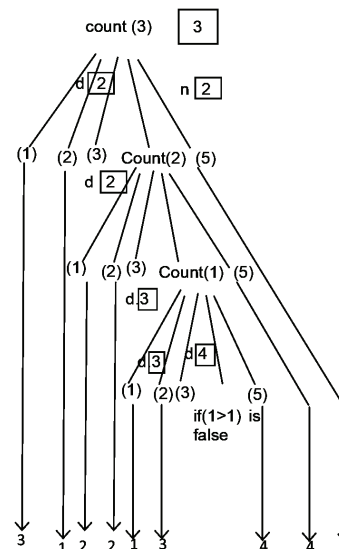 count (3) 3
d 2 n 2
(1) (2) (3) Count(2) (5)
d 2
(1) (2) (3) Count(1) (5)
d.3
d 3 d 4
(1) (2) (3) (5)
if(1>1) is
false
3 1 2 2 1 3 4 4